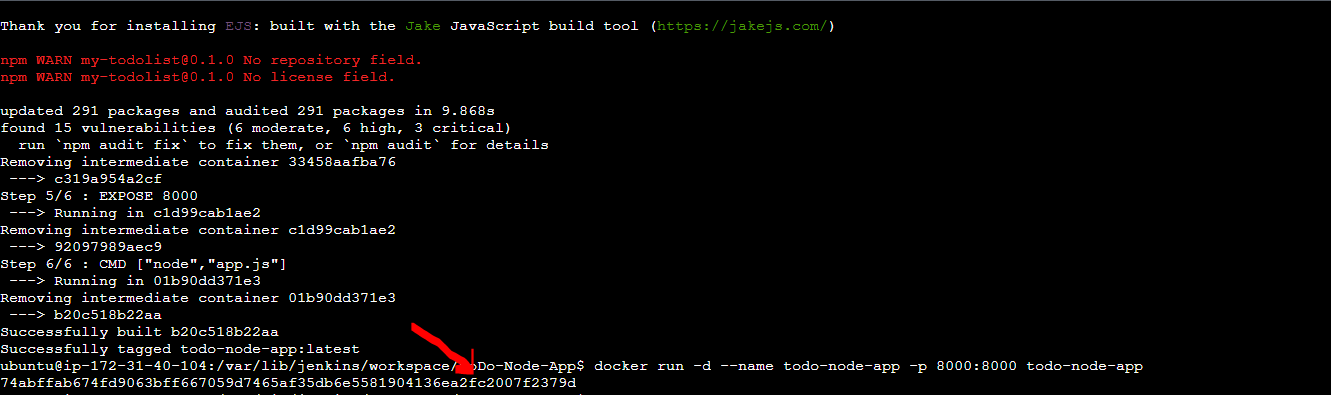 Thank you for installing EJS: built with the Jake JavaScript build tool (https://jakejs.com/)
npm WARN my-todolist@0.1.0 No repository field.
npm WARN my-todolist@0.1.0 No license field.
updated 291 packages and audited 291 packages in 9.868s
found 15 vulnerabilities (6 moderate, 6 high, 3 critical)
run `npm audit fix` to fix them, or `npm audit` for details
Removing intermediate container 33458aafba76
---> c319a954a2cf
Step 5/6 : EXPOSE 8000
---> Running in c1d99cab1ae2
Removing intermediate container c1d99cab1ae2
---> 92097989aec9
Step 6/6 : CMD ["node","app.js"]
---> Running in 01b90dd371e3
Removing intermediate container 01b90dd371e3
---> b20c518b22aa
Successfully built b20c518b22aa
Successfully tagged todo-node-app:latest
ubuntu@ip-172-31-40-104:/var/lib/jenkins/workspace/ToDo-Node-App$ docker run -d --name todo-node-app -p 8000:8000 todo-node-app
74abffab674fd9063bff667059d7465af35db6e5581904136ea2fc2007f2379d